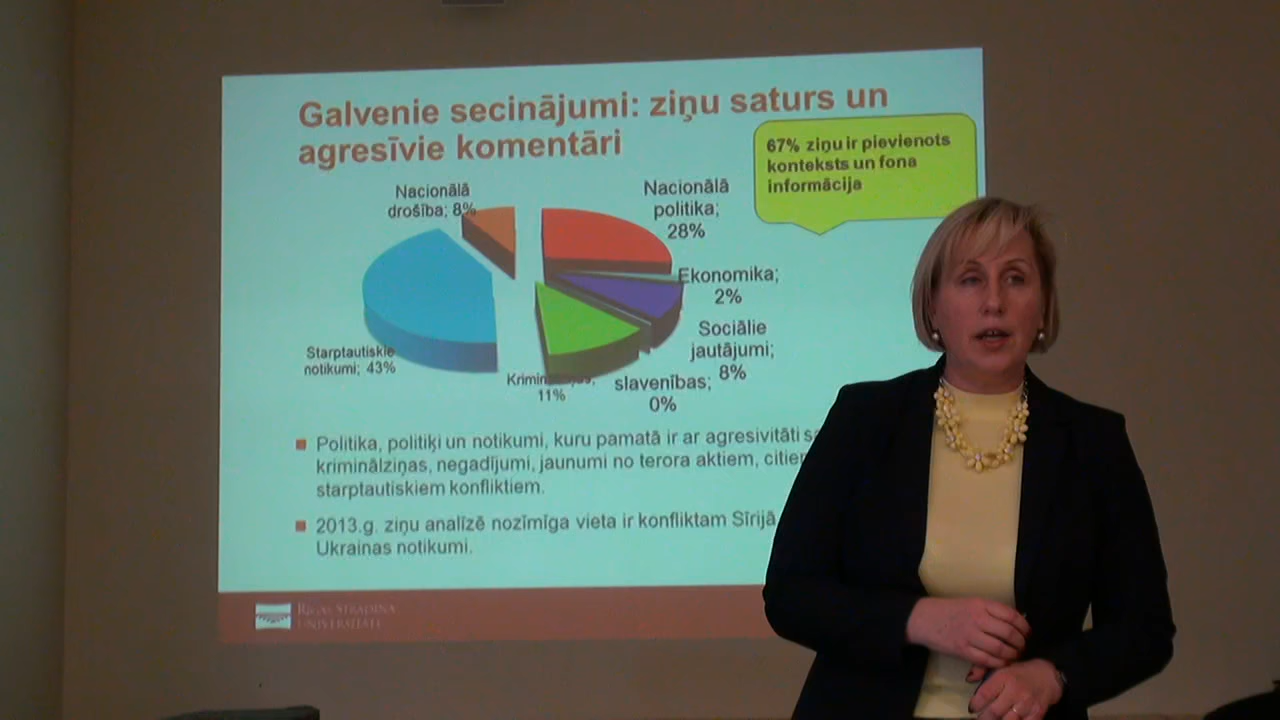 Galvenie secinājumi: ziņu saturs un
agresīvie komentāri
67% ziņu ir pievienots
konteksts un fona
informācija
Nacionālā
drošība; 8%
Nacionālā
politika;
28%
Ekonomika;
2%
Sociālie
jautājumi;
8%
slavenības;
0%
11%
Starptautiskie
notikumi; 43%
Politika, politiķi un notikumi, kuru pamatā ir ar agresivitāti
kriminālziņas, negadījumi, jaunumi no terora aktiem,
starptautiskiem konfliktiem.
2013.g. ziņu analīzē nozīmīga vieta ir konfliktam Sīrijā
Ukrainas notikumi.
RĪGAS STRADIŅA
UNIVERSITĀTE